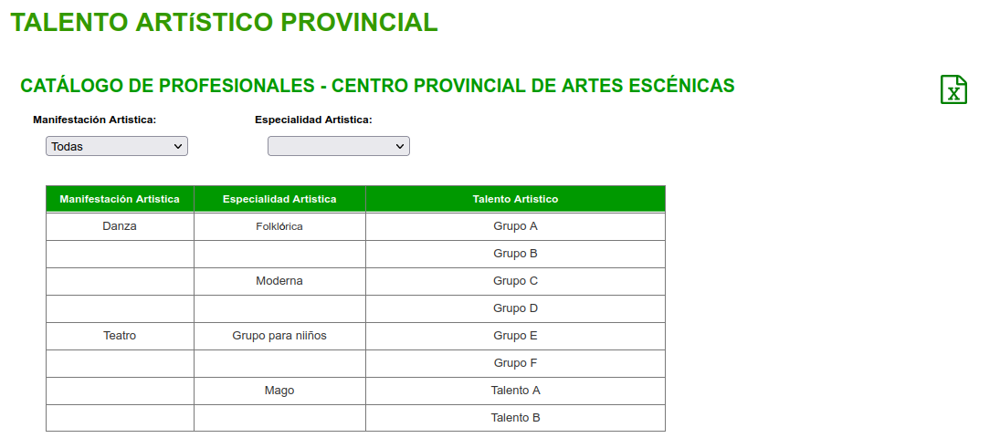 TALENTO ARTíSTICO PROVINCIAL
CATÁLOGO DE PROFESIONALES - CENTRO PROVINCIAL DE ARTES ESCÉNICAS
X
Manifestación Artistica: Especialidad Artistica:
Todas
Manifestación Artistica Especialidad Artistica Talento Artistico
Danza Folklórica Grupo A
Grupo B
Moderna Grupo C
Grupo D
Teatro Grupo para niiños Grupo E
Grupo F
Mago Talento A
Talento B